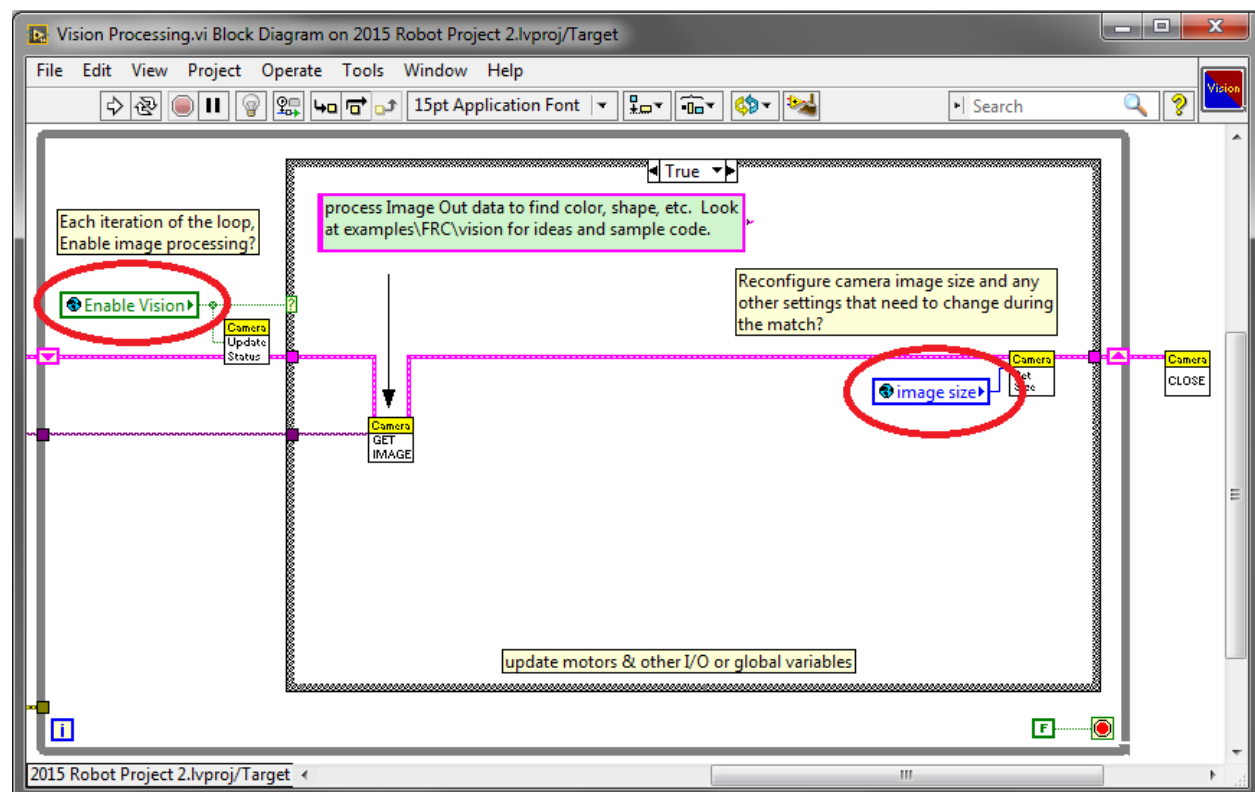 Vision Processing.vi Block Diagram on 2015 Robot Project 2.lvproj/Target
File Edit View Project Operate Tools Window Help
15pt Application Font
Search
?
Vision
True
process Image Out data to find color, shape, etc. Look
at examples\FRC\vision for ideas and sample code.
Each iteration of the loop,
Enable image processing?
Enable Vision
?
Camera
Update
Status
Reconfigure camera image size and any
other settings that need to change during
the match?
Camera
Size
image size
Camera
CLOSE
Camera
GET
IMAGE
update motors & other I/O or global variables
i
F
2015 Robot Project 2.lvproj/Target